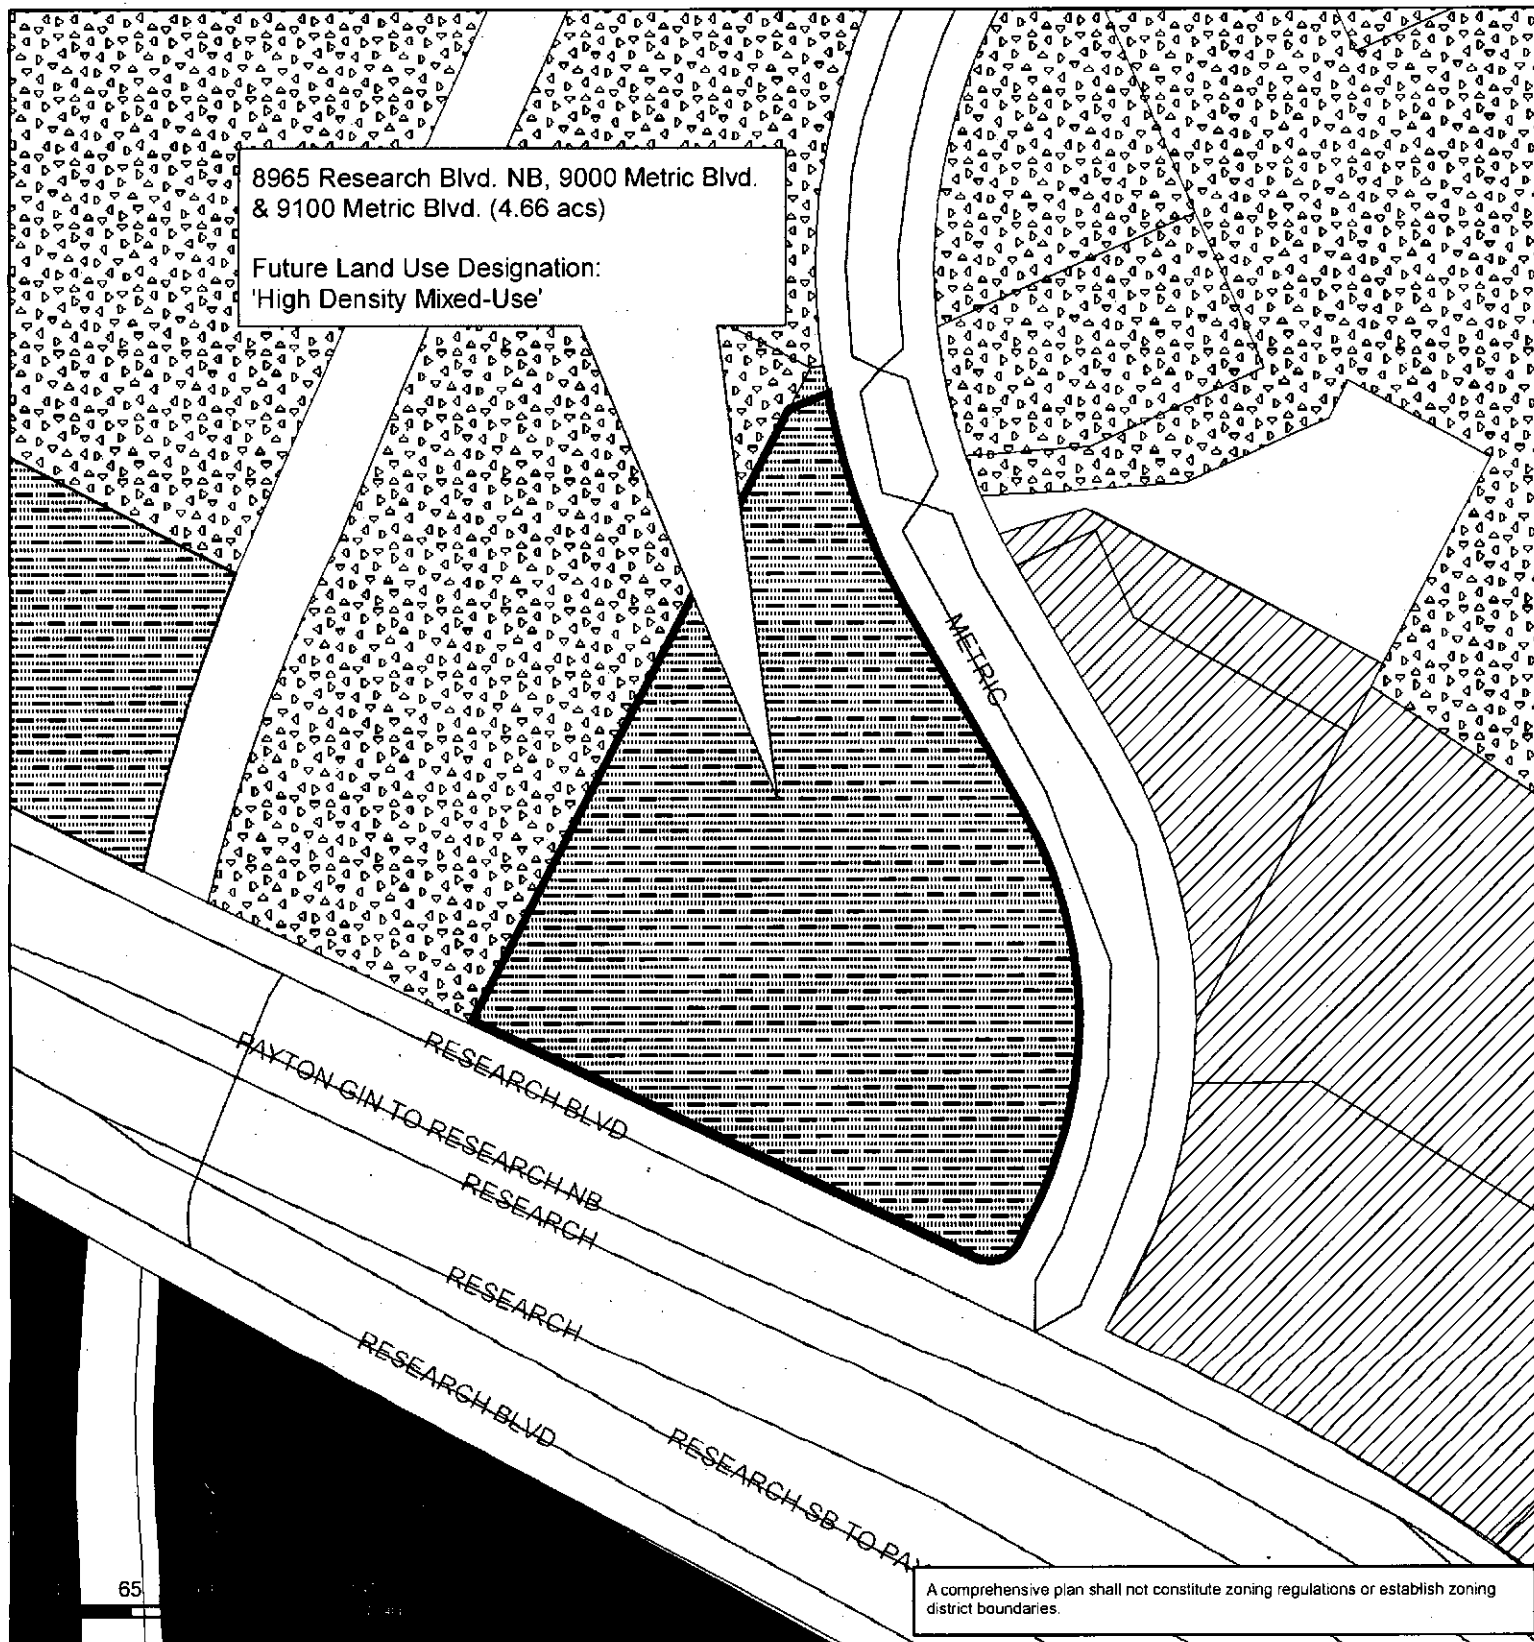 8965 Research Blvd. NB, 9000 Metric Blvd.
& 9100 Metric Blvd. (4.66 acs)
Future Land Use Designation:
'High Density Mixed-Use'
METRIC
RESEARCH BLVD
PAYTON GIN TO RESEARCH NB
RESEARCH
RESEARCH
RESEARCH BLVD
RESEARCH SB TO PAY
65
A comprehensive plan shall not constitute zoning regulations or establish zoning
district boundaries.